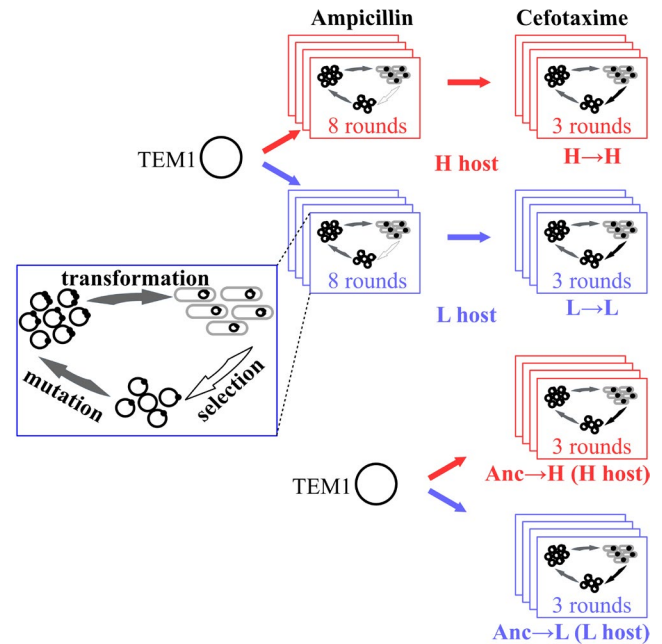 Ampicillin
Cefotaxime
8 rounds
3 rounds
TEM1
H host
H→H
8 rounds
3 rounds
L host
L→L
transformation
mutation
selection
3 rounds
Anc→H (H host)
TEM1
3 rounds
Anc→L (L host)